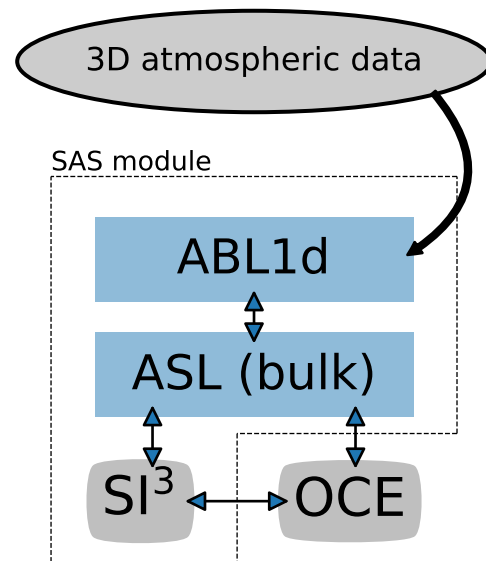 3D atmospheric data
SAS module
ABL1d
ASL (bulk)
SI³ OCE